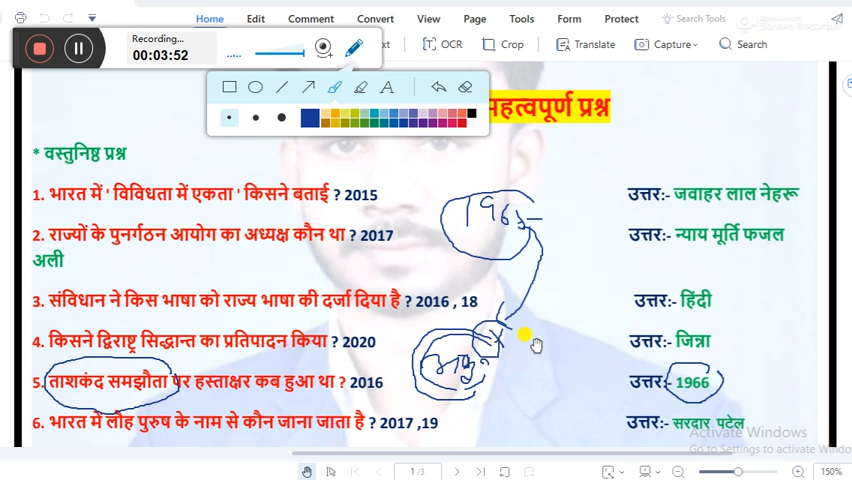 Home Edit Comment Convert View Page Tools Form Protect Search Tools
Recording...
00:03:52
OCR Crop Translate Capture Search
महत्वपूर्ण प्रश्न
* वस्तुनिष्ठ प्रश्न
1. भारत में ' विविधता में एकता ' किसने बताई ? 2015 उत्तर:- जवाहर लाल नेहरू
2. राज्यों के पुनर्गठन आयोग का अध्यक्ष कौन था ? 2017 उत्तर:- न्याय मूर्ति फजल
अली
3. संविधान ने किस भाषा को राज्य भाषा की दर्जा दिया है ? 2016 , 18 उत्तर:- हिंदी
4. किसने द्विराष्ट्र सिद्धान्त का प्रतिपादन किया ? 2020 उत्तर:- जिन्ना
5. ताशकंद समझौता पर हस्ताक्षर कब हुआ था ? 2016 उत्तर:- 1966
6. भारत में लौह पुरुष के नाम से कौन जाना जाता है ? 2017 ,19 उत्तर:- सरदार पटेल
Activate Windows
Go to Settings to activate Windo
1 / 3 150%